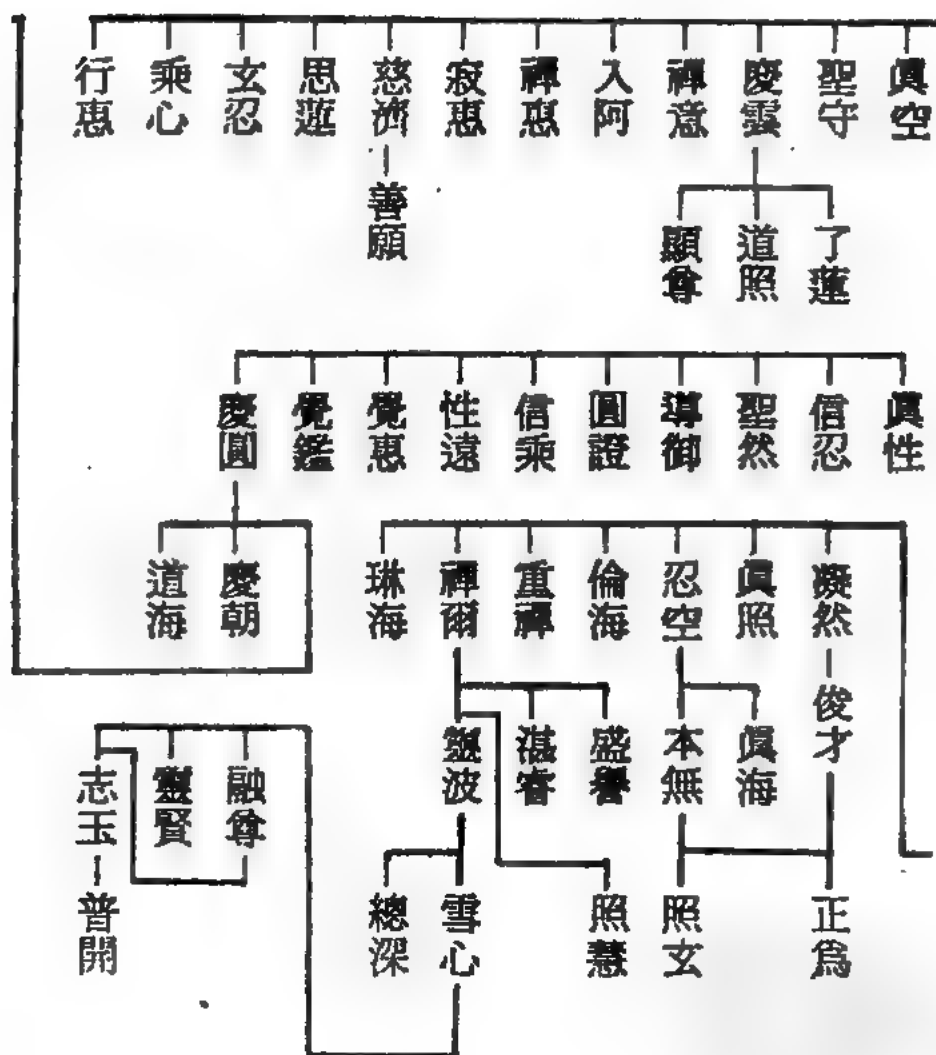 眞空
聖守
慶雲
禪意
入阿
禪惠
寂惠
慈濟
思蓮
玄忍
乘心
行惠
了蓮
道照
顯尊
善願
眞性
信忍
聖然
導御
圓證
信乘
性遠
覺惠
覺鑑
慶圓
慶朝
道海
凝然
眞照
忍空
倫海
重禪
禪爾
琳海
俊才
眞海
本無
盛譽
湛睿
靈波
正爲
照玄
照慧
雪心
總深
融尊
靈賢
志玉
普開